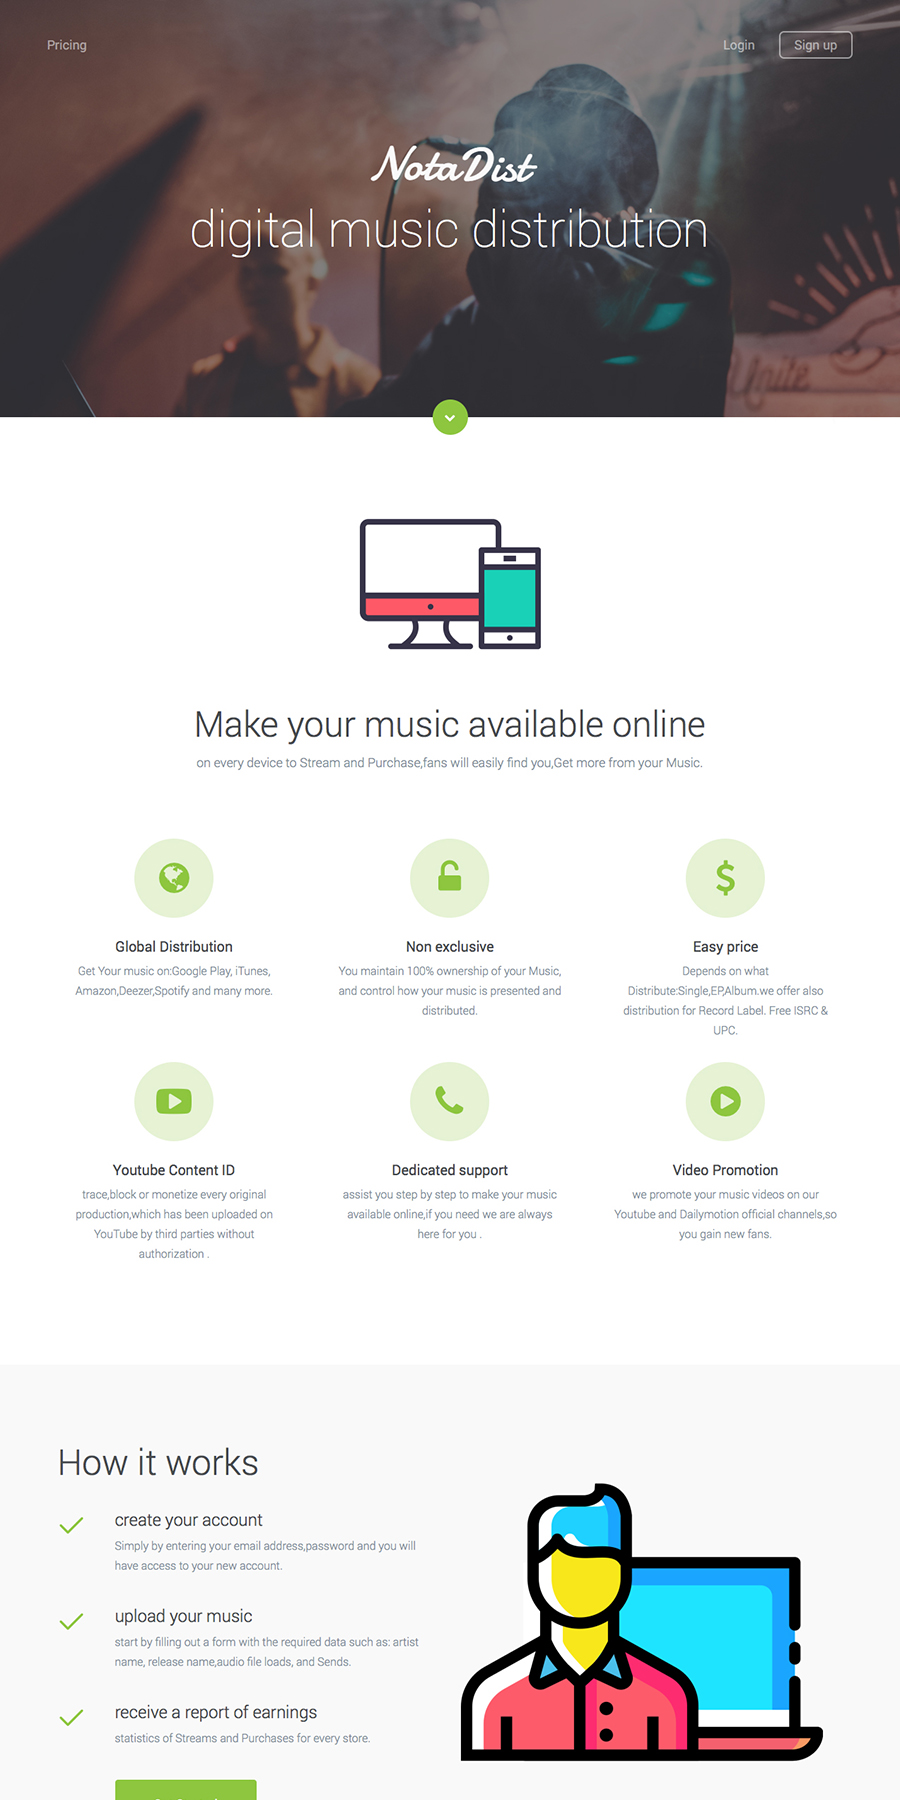 Pricing
Login
Sign up
NotaDist
digital music distribution
Unite
Make your music available online
on every device to Stream and Purchase,fans will easily find you,Get more from your Music.
Global Distribution
Get Your music on:Google Play, iTunes,
Amazon,Deezer,Spotify and many more.
Non exclusive
You maintain 100% ownership of your Music,
and control how your music is presented and
distributed.
Easy price
Depends on what
Distribute:Single,EP,Album.we offer also
distribution for Record Label. Free ISRC &
UPC.
Youtube Content ID
trace,block or monetize every original
production,which has been uploaded on
YouTube by third parties without
authorization .
Dedicated support
assist you step by step to make your music
available online,if you need we are always
here for you .
Video Promotion
we promote your music videos on our
Youtube and Dailymotion official channels,so
you gain new fans.
How it works
create your account
Simply by entering your email address,password and you will
have access to your new account.
upload your music
start by filling out a form with the required data such as: artist
name, release name,audio file loads, and Sends.
receive a report of earnings
statistics of Streams and Purchases for every store.